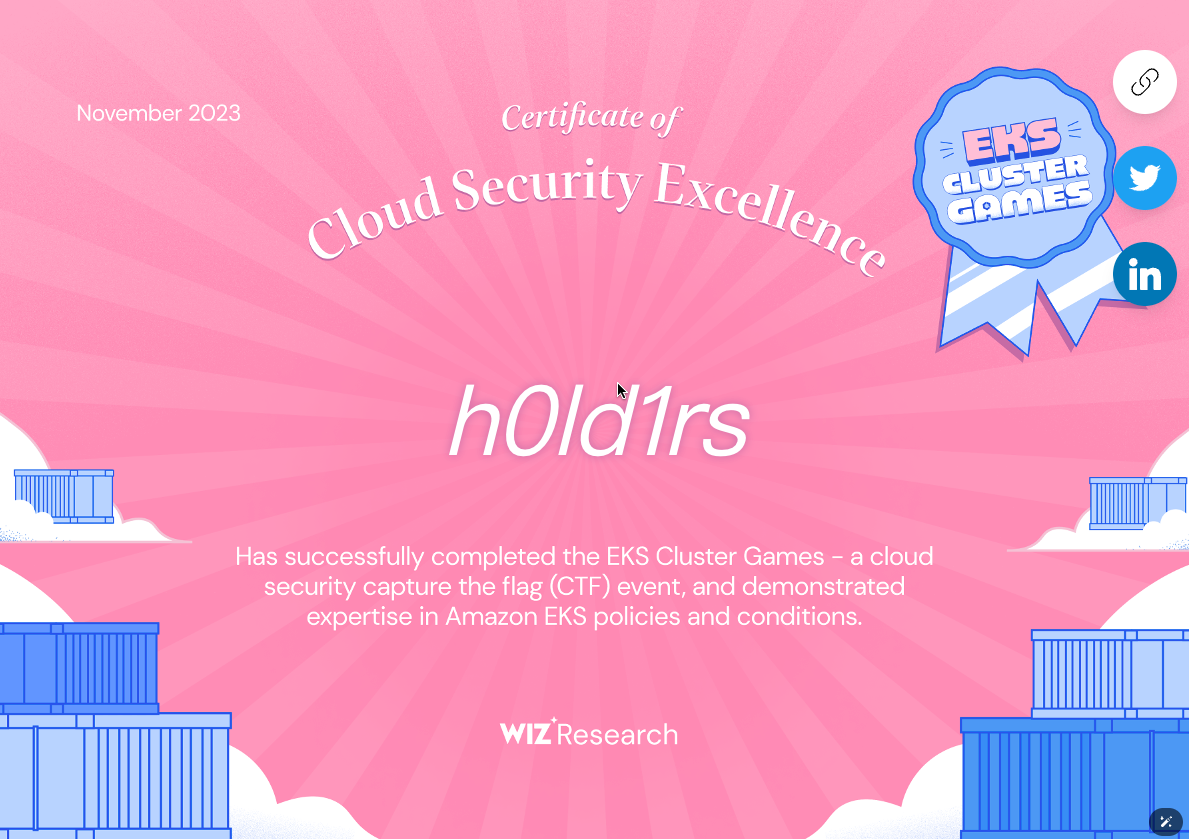 November 2023
Certificate of
Cloud Security Excellence
EKS
CLUSTER
GAMES
in
h0ld1rs
Has successfully completed the EKS Cluster Games – a cloud
security capture the flag (CTF) event, and demonstrated
expertise in Amazon EKS policies and conditions.
WIZ Research